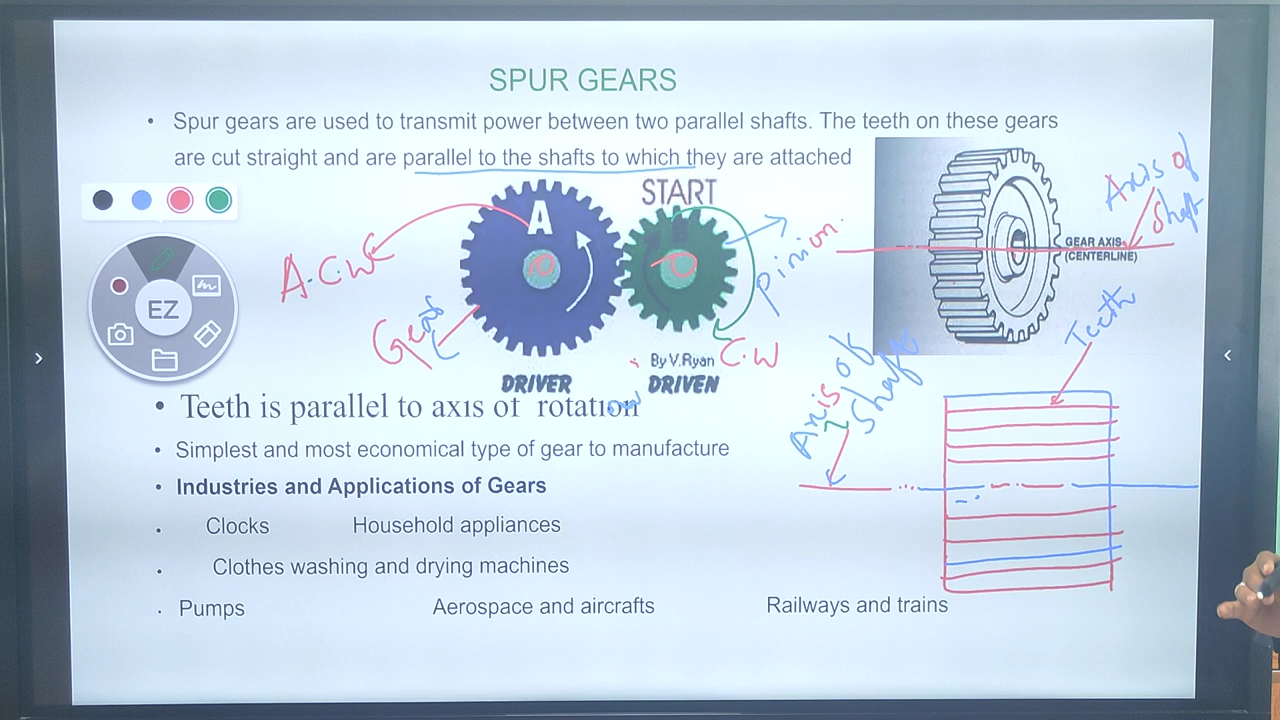 SPUR GEARS
• Spur gears are used to transmit power between two parallel shafts. The teeth on these gears
are cut straight and are parallel to the shafts to which they are attached
START
A
A.C.W
Gear
Pinion.
C.W
By V.Ryan
DRIVER
DRIVEN
GEAR AXIS
(CENTERLINE)
Axis of
Shaft
Teeth
Axis of
Shaft
EZ
• Teeth is parallel to axis of rotation
• Simplest and most economical type of gear to manufacture
• Industries and Applications of Gears
• Clocks Household appliances
• Clothes washing and drying machines
• Pumps Aerospace and aircrafts Railways and trains